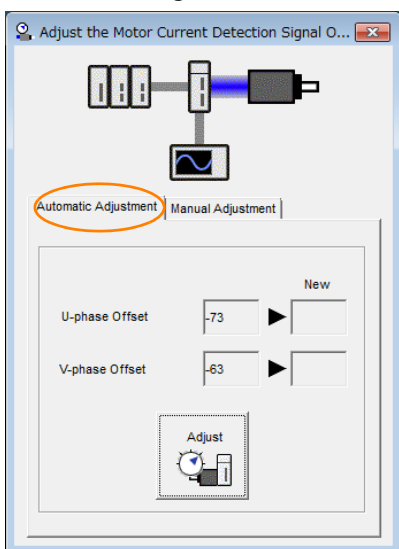 Adjust the Motor Current Detection Signal O...
Automatic Adjustment
Manual Adjustment
New
U-phase Offset
-73
V-phase Offset
-63
Adjust